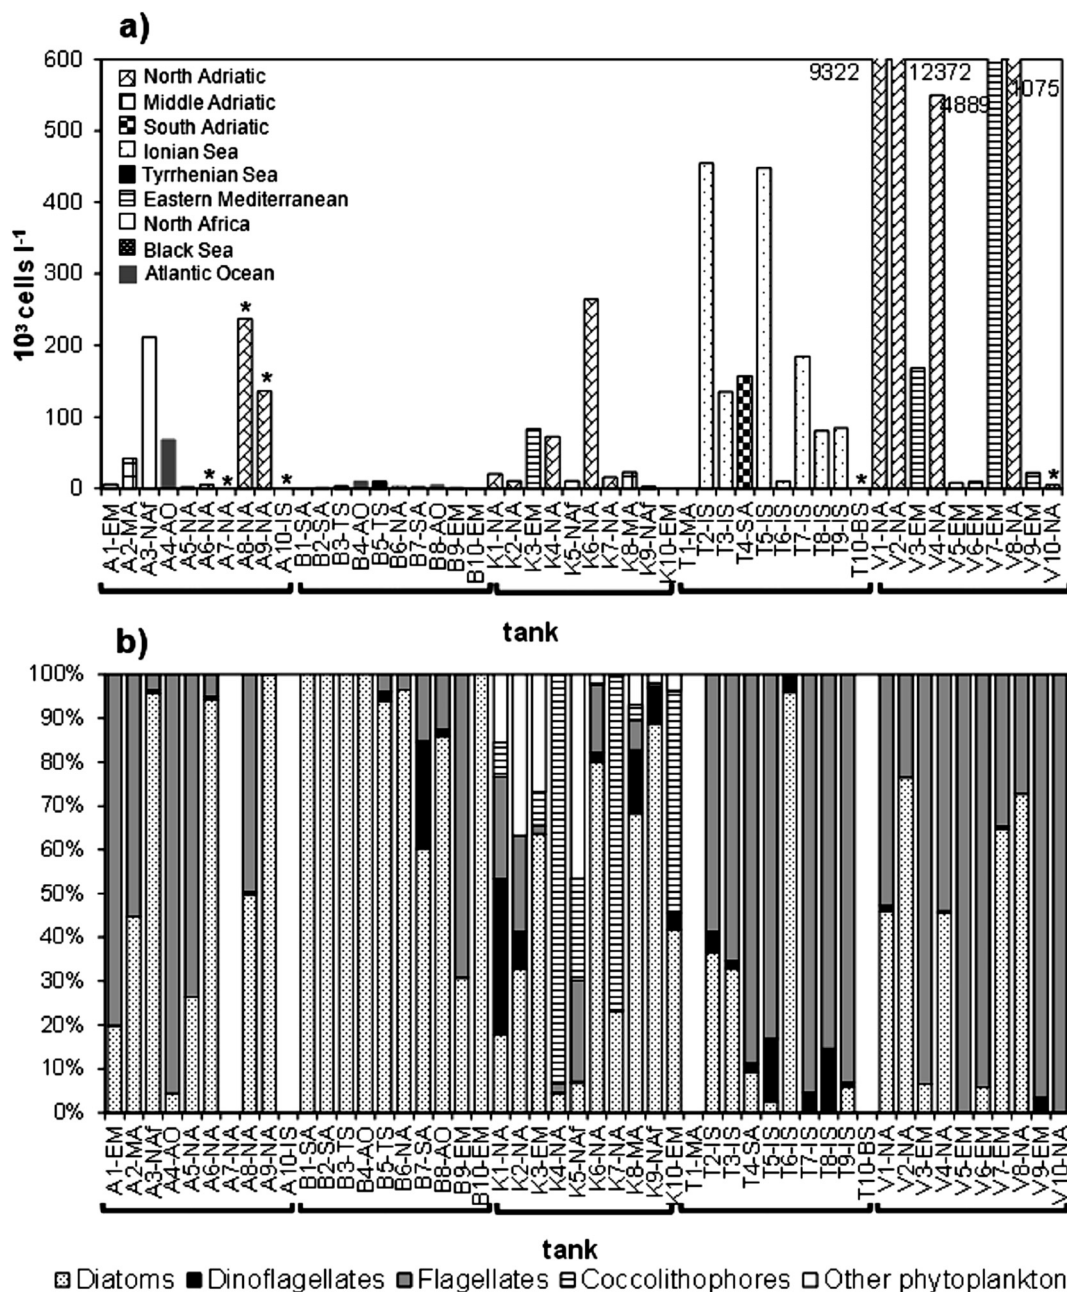 a)
600
500
400
300
200
100
0
10³ cells l⁻¹
North Adriatic
Middle Adriatic
South Adriatic
Ionian Sea
Tyrrhenian Sea
Eastern Mediterranean
North Africa
Black Sea
Atlantic Ocean
9322
12372
4889
1075
*
*
*
*
*
*
*
A1-EM
A2-MA
A3-NAf
A4-AO
A5-NA
A6-NA
A7-NA
A8-NA
A9-NA
A10-IS
B1-SA
B2-SA
B3-TS
B4-AO
B5-TS
B6-NA
B7-SA
B8-AO
B9-EM
B10-EM
K1-NA
K2-NA
K3-EM
K4-NA
K5-NAf
K6-NA
K7-NA
K8-MA
K9-NAf
K10-EM
T1-MA
T2-IS
T3-IS
T4-SA
T5-IS
T6-IS
T7-IS
T8-IS
T9-IS
T10-BS
V1-NA
V2-NA
V3-EM
V4-NA
V5-EM
V6-EM
V7-EM
V8-NA
V9-EM
V10-NA
tank
b)
100%
90%
80%
70%
60%
50%
40%
30%
20%
10%
0%
A1-EM
A2-MA
A3-NAf
A4-AO
A5-NA
A6-NA
A7-NA
A8-NA
A9-NA
A10-IS
B1-SA
B2-SA
B3-TS
B4-AO
B5-TS
B6-NA
B7-SA
B8-AO
B9-EM
B10-EM
K1-NA
K2-NA
K3-EM
K4-NA
K5-NAf
K6-NA
K7-NA
K8-MA
K9-NAf
K10-EM
T1-MA
T2-IS
T3-IS
T4-SA
T5-IS
T6-IS
T7-IS
T8-IS
T9-IS
T10-BS
V1-NA
V2-NA
V3-EM
V4-NA
V5-EM
V6-EM
V7-EM
V8-NA
V9-EM
V10-NA
tank
Diatoms Dinoflagellates Flagellates Coccolithophores Other phytoplankton